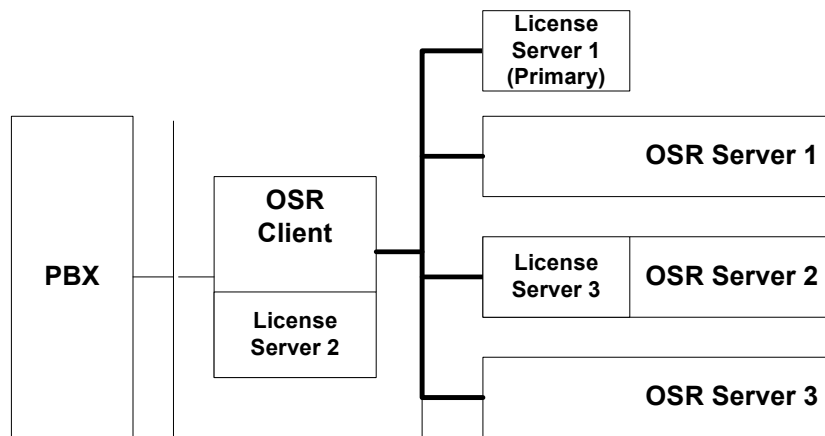 License
Server 1
(Primary)
OSR Server 1
OSR
Client
PBX
License
Server 3
OSR Server 2
License
Server 2
OSR Server 3